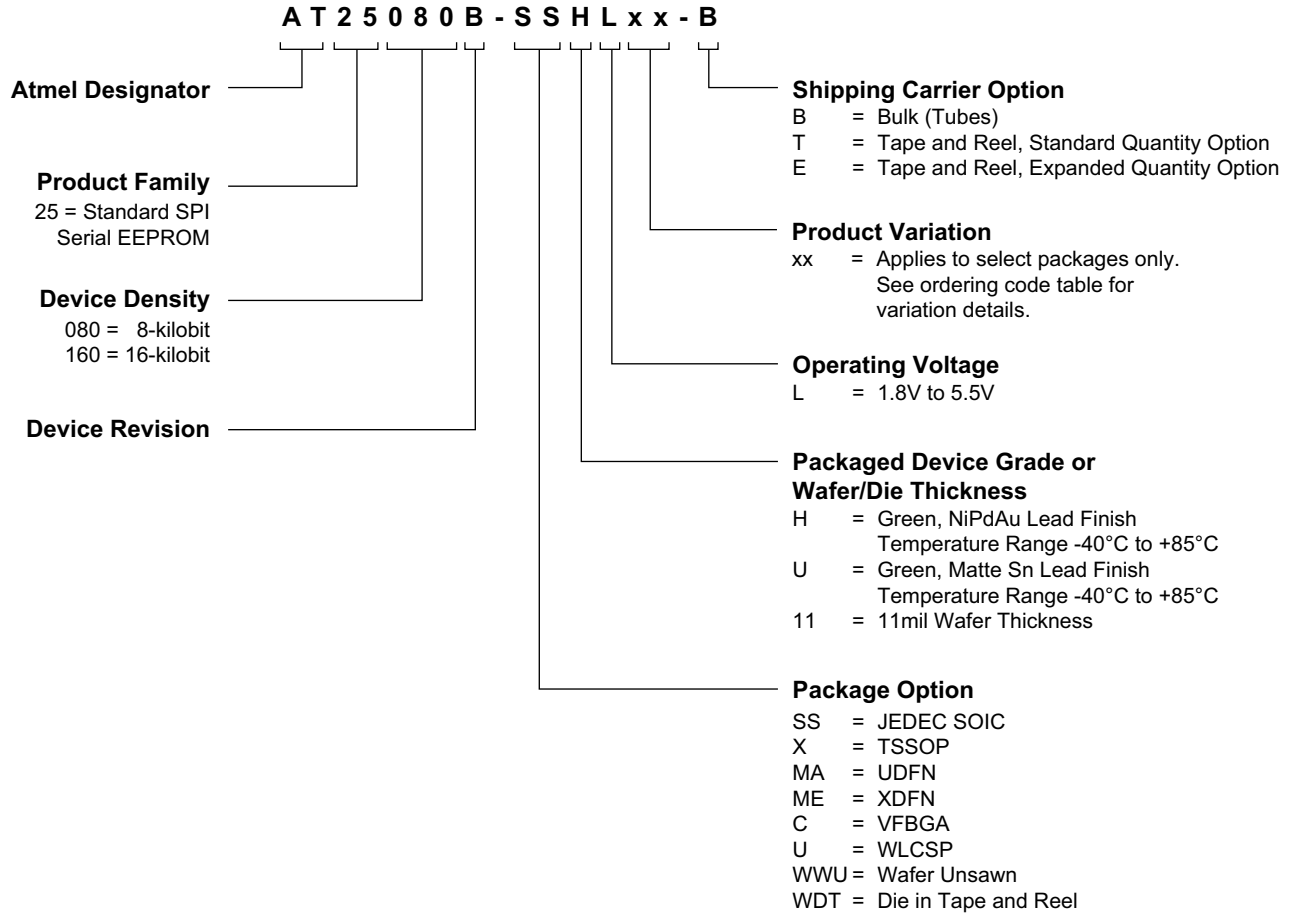 AT25080B-SSHLxx-B
Atmel Designator
Product Family
25 = Standard SPI
Serial EEPROM
Device Density
080 = 8-kilobit
160 = 16-kilobit
Device Revision
Shipping Carrier Option
B = Bulk (Tubes)
T = Tape and Reel, Standard Quantity Option
E = Tape and Reel, Expanded Quantity Option
Product Variation
xx = Applies to select packages only.
See ordering code table for
variation details.
Operating Voltage
L = 1.8V to 5.5V
Packaged Device Grade or
Wafer/Die Thickness
H = Green, NiPdAu Lead Finish
Temperature Range -40°C to +85°C
U = Green, Matte Sn Lead Finish
Temperature Range -40°C to +85°C
11 = 11mil Wafer Thickness
Package Option
SS = JEDEC SOIC
X = TSSOP
MA = UDFN
ME = XDFN
C = VFBGA
U = WLCSP
WWU = Wafer Unsawn
WDT = Die in Tape and Reel